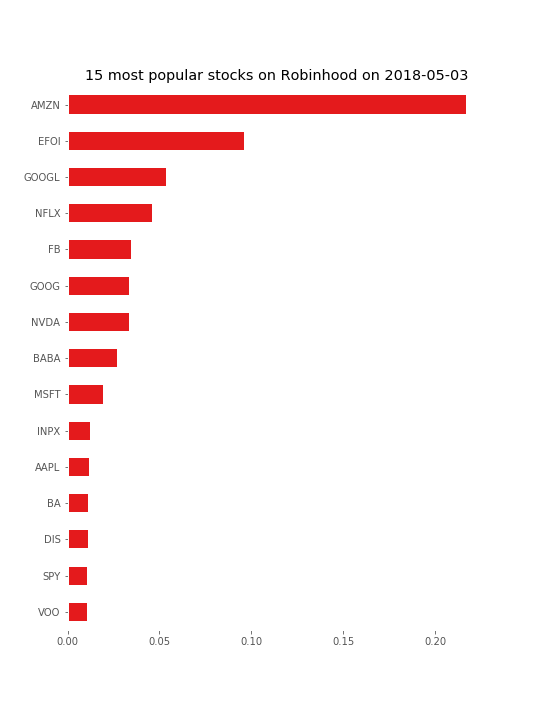 15 most popular stocks on Robinhood on 2018-05-03
AMZN
EFOI
GOOGL
NFLX
FB
GOOG
NVDA
BABA
MSFT
INPX
AAPL
BA
DIS
SPY
VOO
0.00 0.05 0.10 0.15 0.20